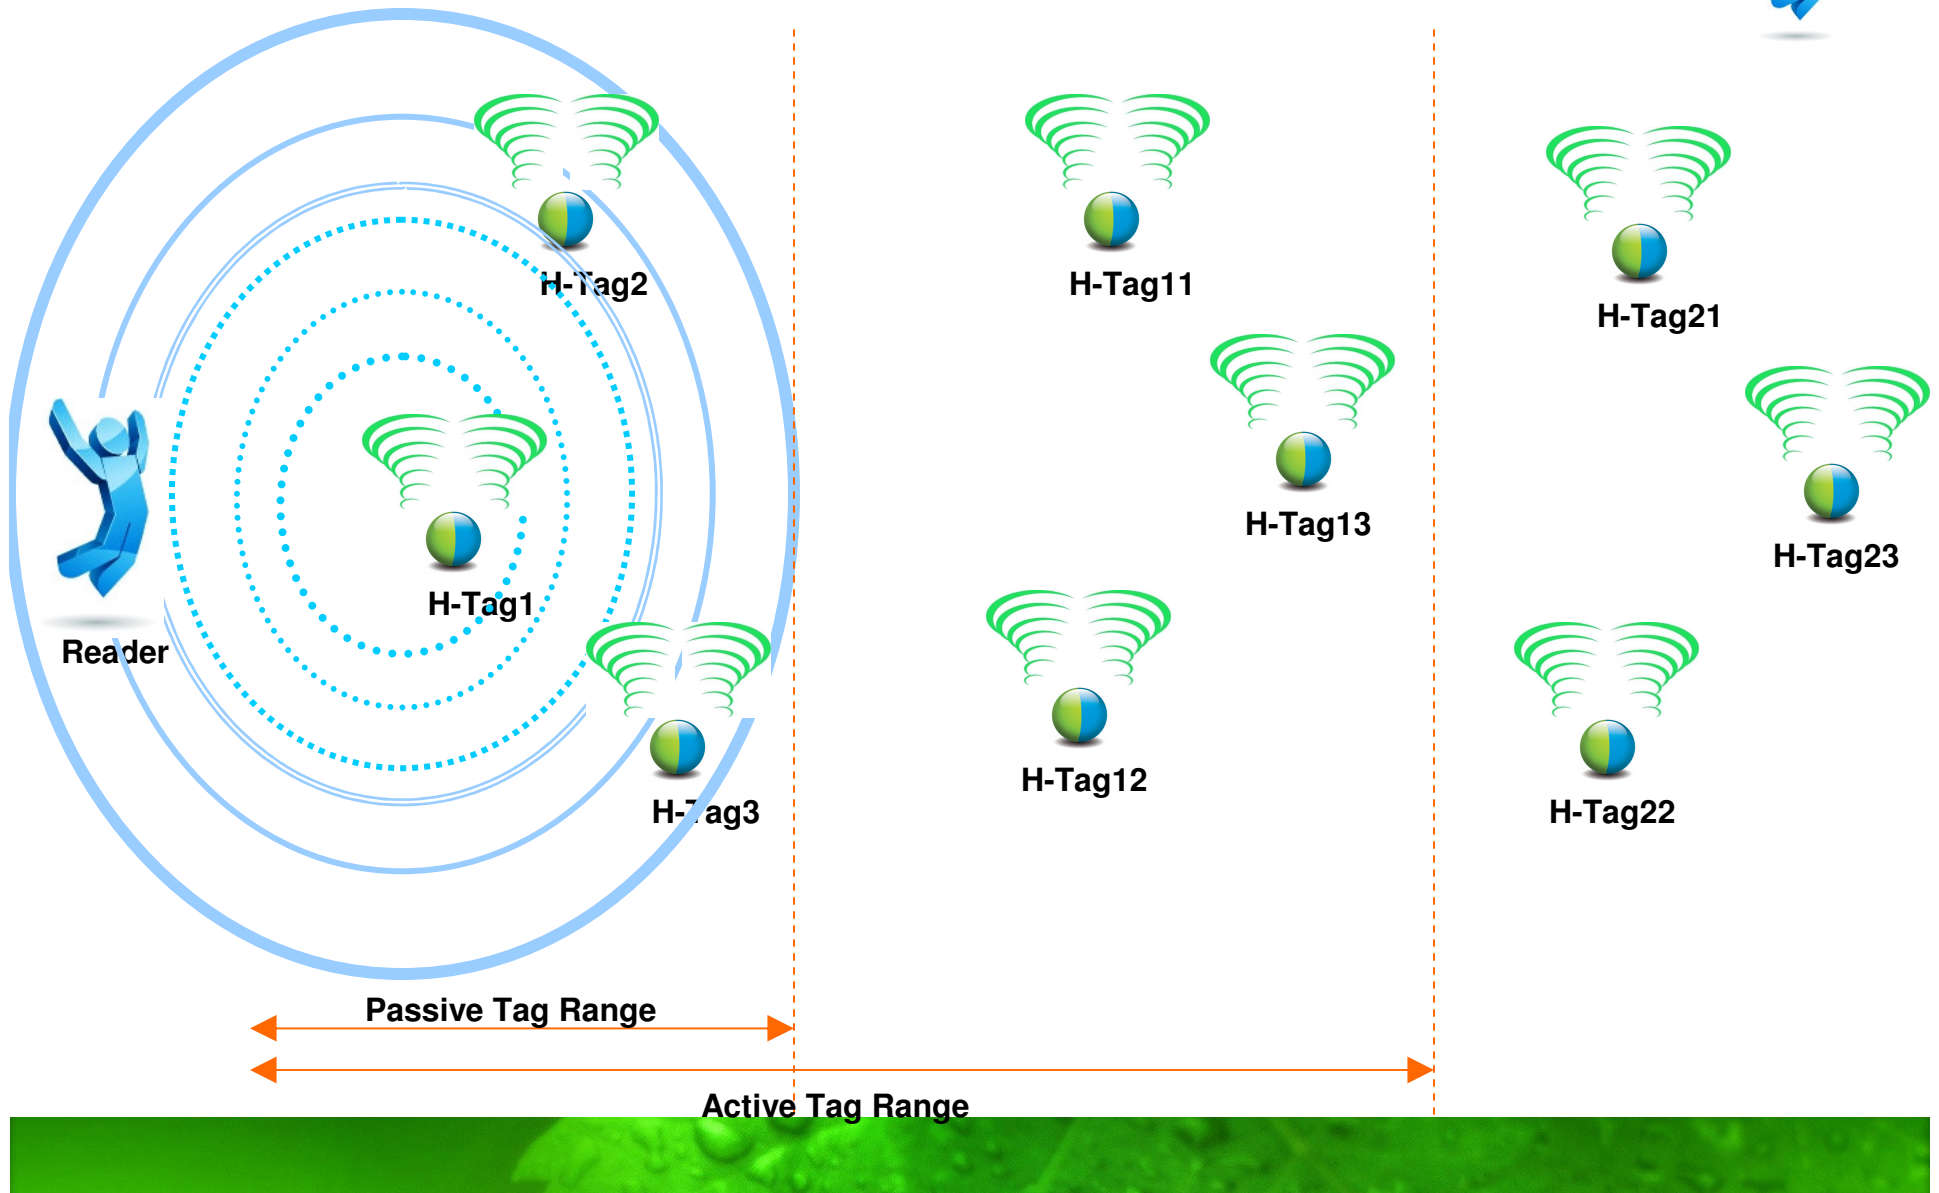 H-Tag2
H-Tag11
H-Tag21
H-Tag13
H-Tag23
H-Tag1
Reader
H-Tag12
H-Tag3
H-Tag22
Passive Tag Range
Active Tag Range